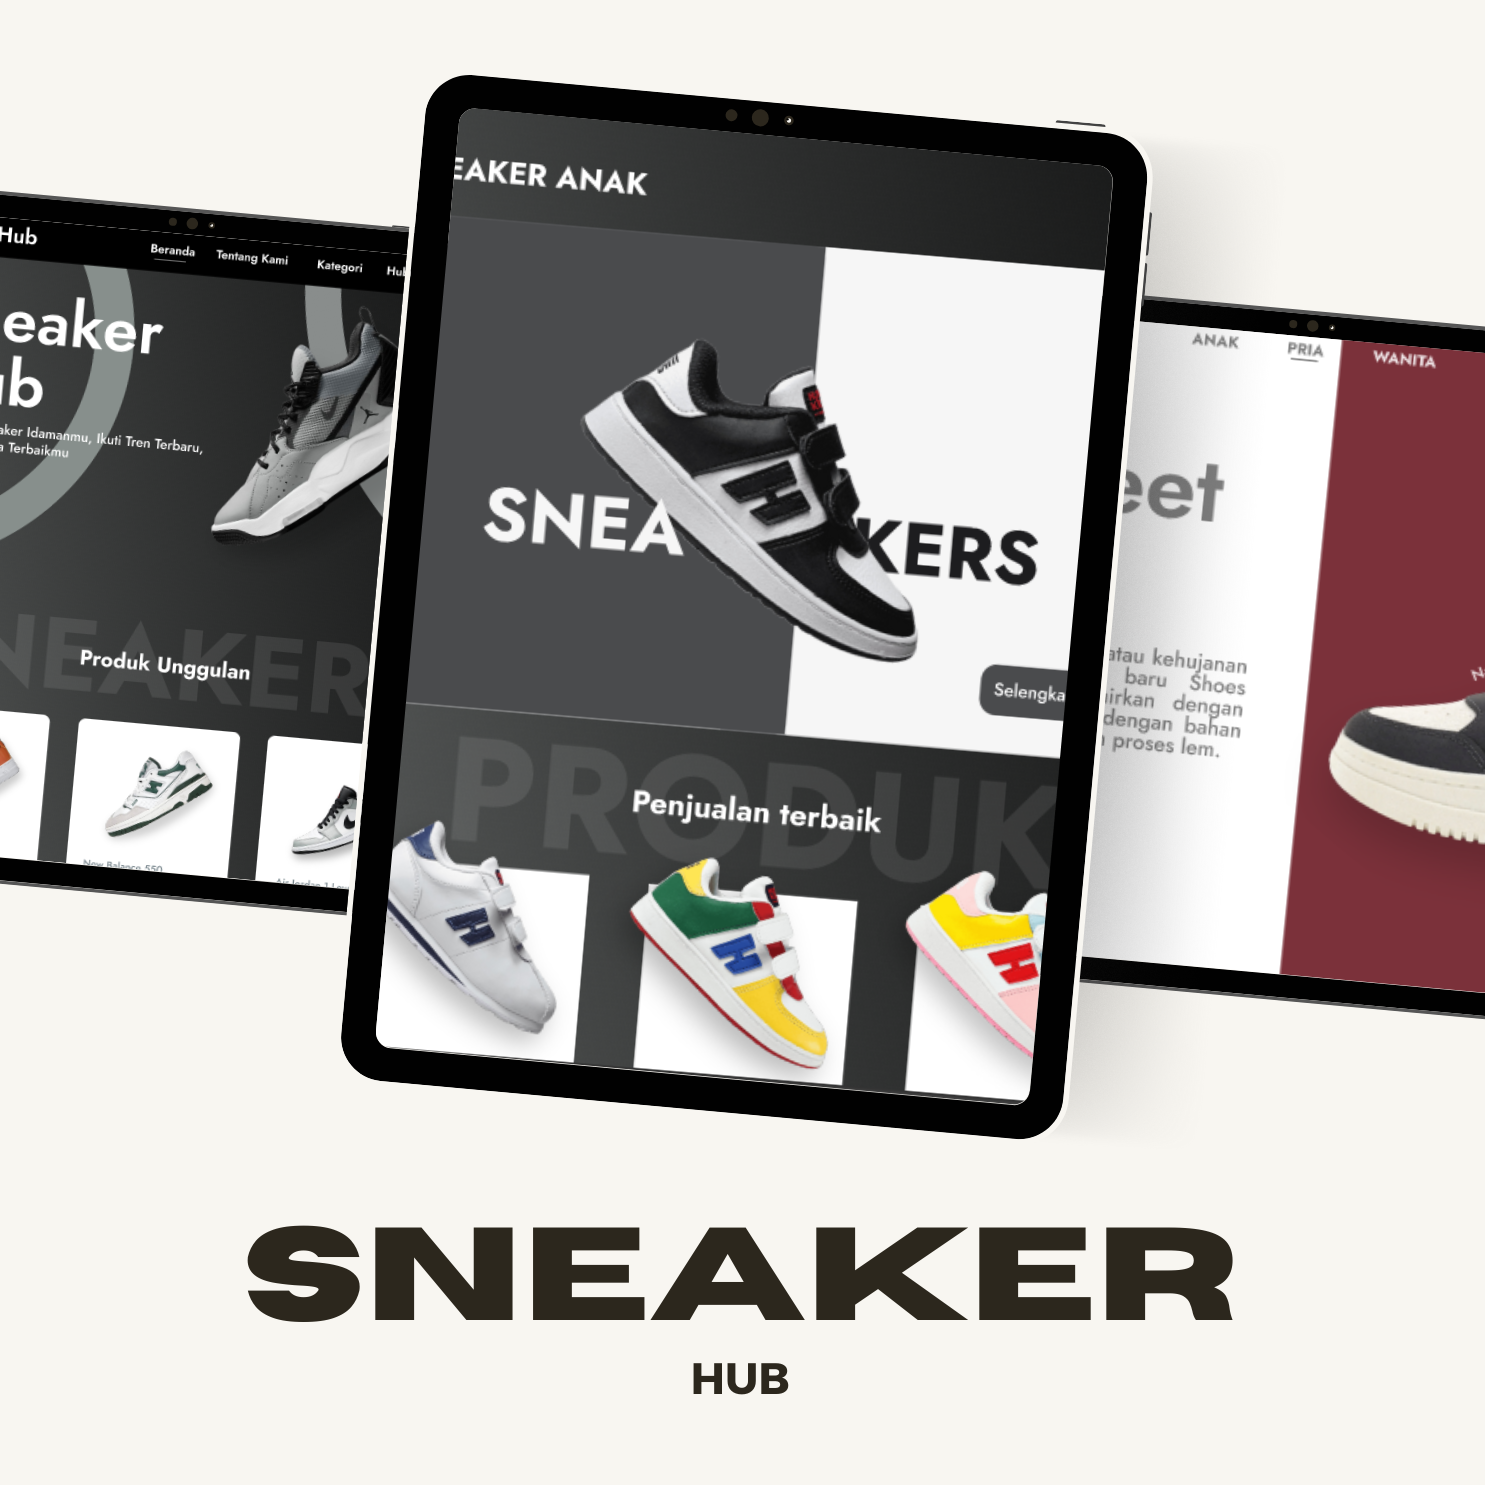 Hub
Beranda
Tentang Kami
Kategori
Hub
eaker
ub
aker Idamanmu, Ikuti Tren Terbaru,
a Terbaikmu
NEAKER
Produk Unggulan
New Balance 550
Air Jordan 1 Low
EAKER ANAK
SNEA
KERS
H
Selengka
PRODUK
Penjualan terbaik
H
H
H
ANAK
PRIA
WANITA
eet
atau kehujanan
baru Shoes
irkan dengan
dengan bahan
proses lem.
SNEAKER
HUB